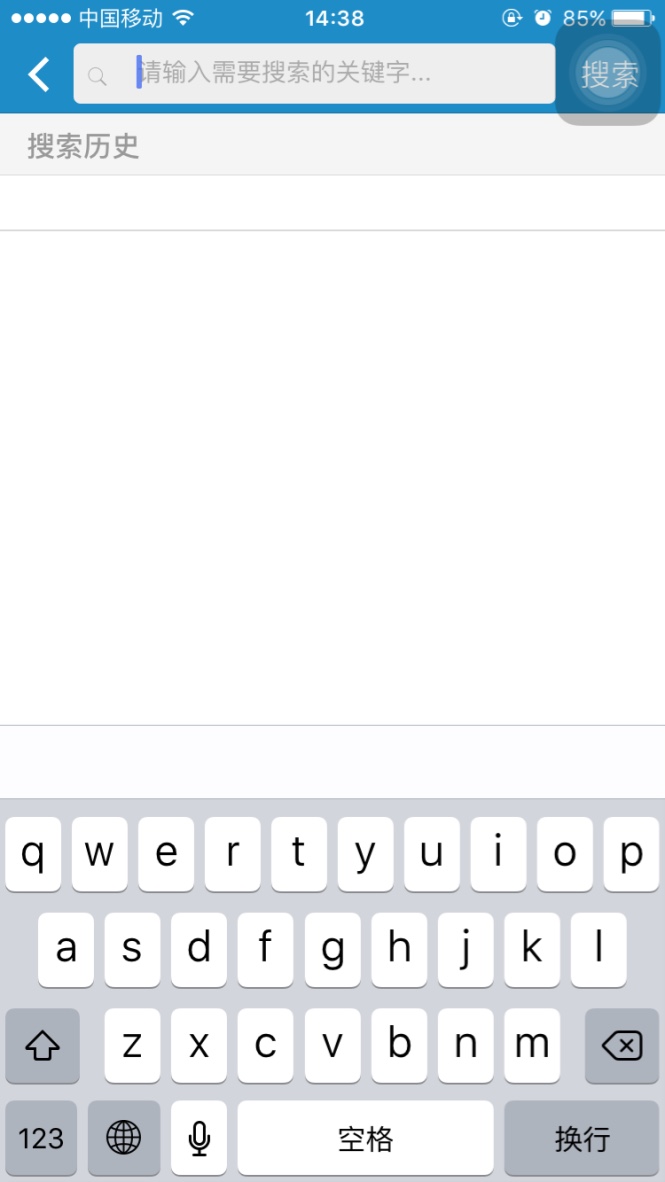 中国移动 14:38 85%
请输入需要搜索的关键字... 搜索
搜索历史
q w e r t y u i o p
a s d f g h j k l
z x c v b n m
123 空格 换行